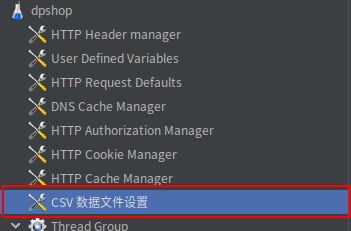 dpshop
HTTP Header manager
User Defined Variables
HTTP Request Defaults
DNS Cache Manager
HTTP Authorization Manager
HTTP Cookie Manager
HTTP Cache Manager
CSV 数据文件设置
Thread Group